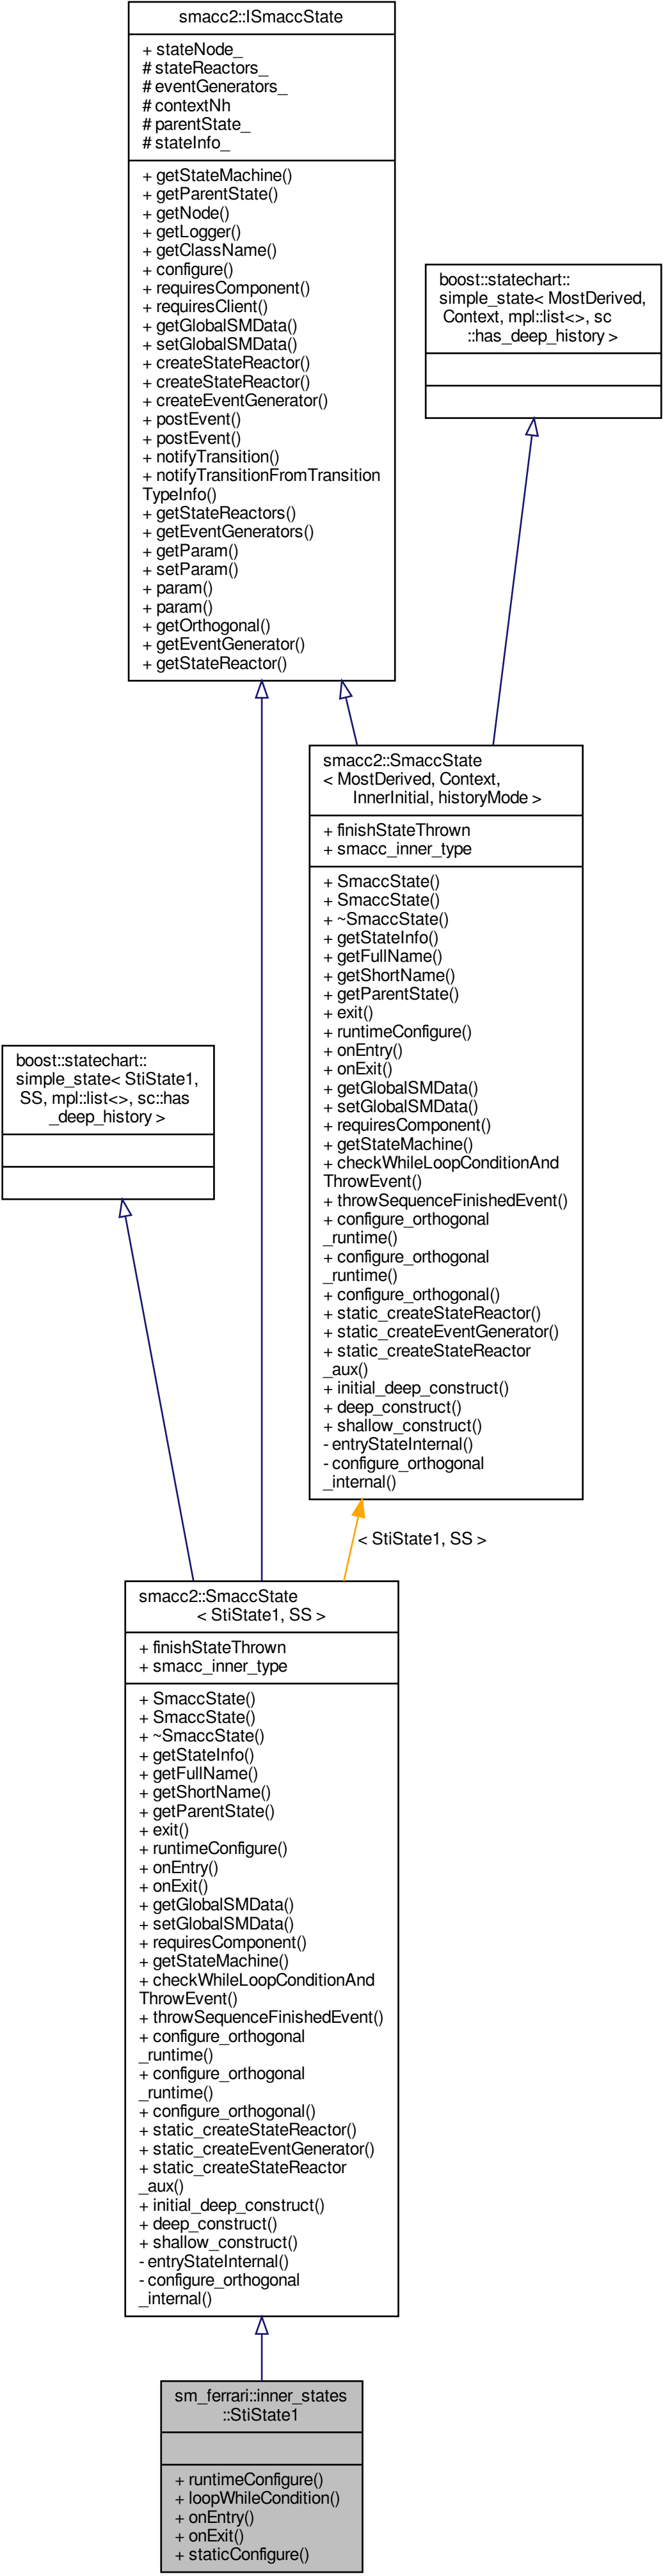 smacc2::ISmaccState
+ stateNode_
# stateReactors_
# eventGenerators_
# contextNh
# parentState_
# stateInfo_
+ getStateMachine()
+ getParentState()
+ getNode()
+ getLogger()
+ getClassName()
+ configure()
+ requiresComponent()
+ requiresClient()
+ getGlobalSMData()
+ setGlobalSMData()
+ createStateReactor()
+ createStateReactor()
+ createEventGenerator()
+ postEvent()
+ postEvent()
+ notifyTransition()
+ notifyTransitionFromTransition
TypeInfo()
+ getStateReactors()
+ getEventGenerators()
+ getParam()
+ setParam()
+ param()
+ param()
+ getOrthogonal()
+ getEventGenerator()
+ getStateReactor()
boost::statechart::
simple_state< MostDerived,
Context, mpl::list<>, sc
::has_deep_history >
smacc2::SmaccState
< MostDerived, Context,
InnerInitial, historyMode >
+ finishStateThrown
+ smacc_inner_type
+ SmaccState()
+ SmaccState()
+ ~SmaccState()
+ getStateInfo()
+ getFullName()
+ getShortName()
+ getParentState()
+ exit()
+ runtimeConfigure()
+ onEntry()
+ onExit()
+ getGlobalSMData()
+ setGlobalSMData()
+ requiresComponent()
+ getStateMachine()
+ checkWhileLoopConditionAnd
ThrowEvent()
+ throwSequenceFinishedEvent()
+ configure_orthogonal
_runtime()
+ configure_orthogonal
_runtime()
+ configure_orthogonal()
+ static_createStateReactor()
+ static_createEventGenerator()
+ static_createStateReactor
_aux()
+ initial_deep_construct()
+ deep_construct()
+ shallow_construct()
- entryStateInternal()
- configure_orthogonal
_internal()
boost::statechart::
simple_state< StiState1,
SS, mpl::list<>, sc::has
_deep_history >
< StiState1, SS >
smacc2::SmaccState
< StiState1, SS >
+ finishStateThrown
+ smacc_inner_type
+ SmaccState()
+ SmaccState()
+ ~SmaccState()
+ getStateInfo()
+ getFullName()
+ getShortName()
+ getParentState()
+ exit()
+ runtimeConfigure()
+ onEntry()
+ onExit()
+ getGlobalSMData()
+ setGlobalSMData()
+ requiresComponent()
+ getStateMachine()
+ checkWhileLoopConditionAnd
ThrowEvent()
+ throwSequenceFinishedEvent()
+ configure_orthogonal
_runtime()
+ configure_orthogonal
_runtime()
+ configure_orthogonal()
+ static_createStateReactor()
+ static_createEventGenerator()
+ static_createStateReactor
_aux()
+ initial_deep_construct()
+ deep_construct()
+ shallow_construct()
- entryStateInternal()
- configure_orthogonal
_internal()
sm_ferrari::inner_states
::StiState1
+ runtimeConfigure()
+ loopWhileCondition()
+ onEntry()
+ onExit()
+ staticConfigure()